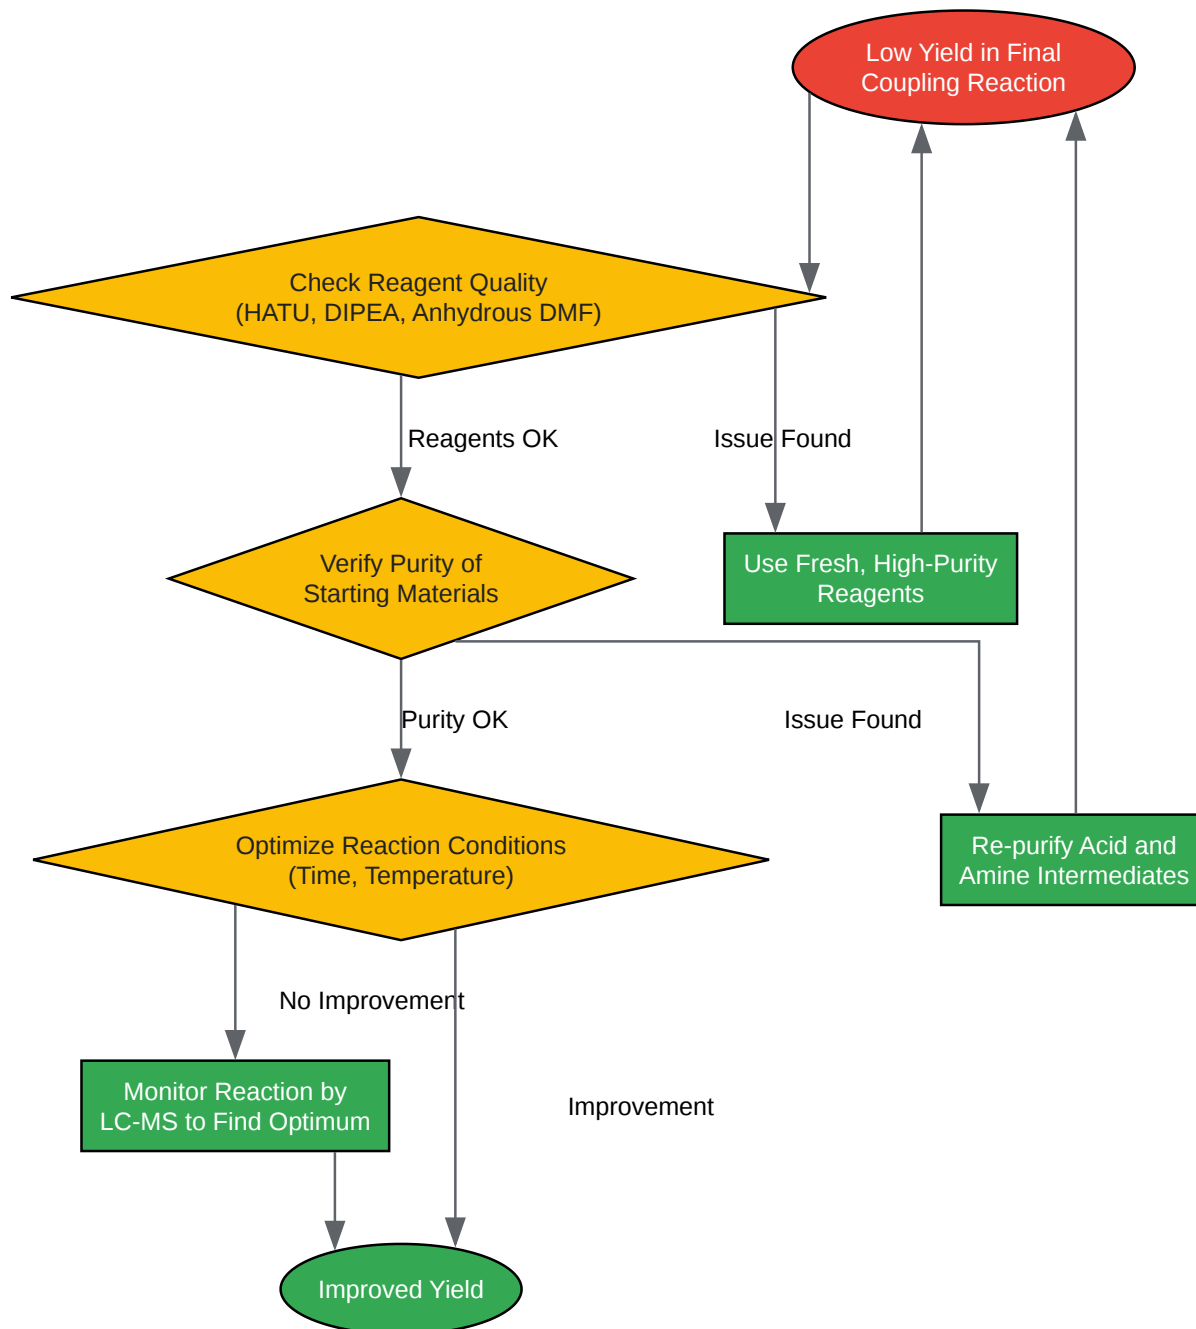 Low Yield in Final
Coupling Reaction
Check Reagent Quality
(HATU, DIPEA, Anhydrous DMF)
Reagents OK
Issue Found
Verify Purity of
Starting Materials
Use Fresh, High-Purity
Reagents
Purity OK
Issue Found
Optimize Reaction Conditions
(Time, Temperature)
Re-purify Acid and
Amine Intermediates
No Improvement
Monitor Reaction by
LC-MS to Find Optimum
Improvement
Improved Yield